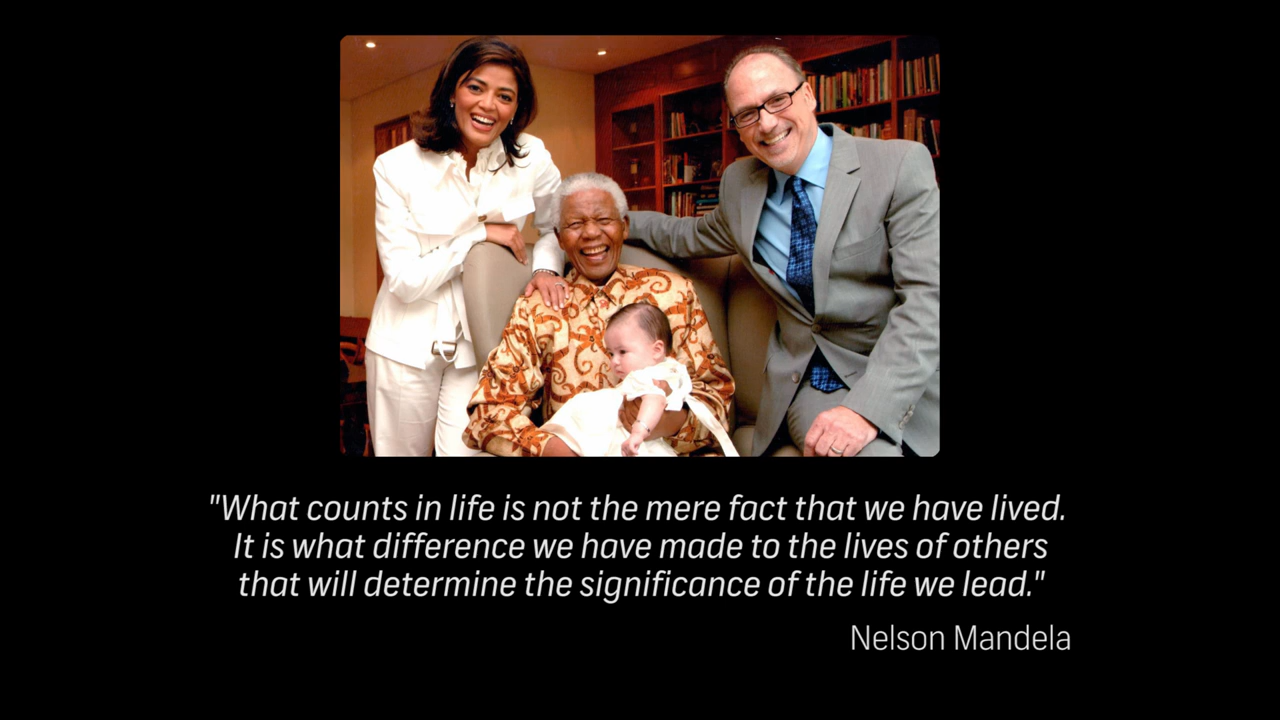 "What counts in life is not the mere fact that we have lived.
It is what difference we have made to the lives of others
that will determine the significance of the life we lead."
Nelson Mandela